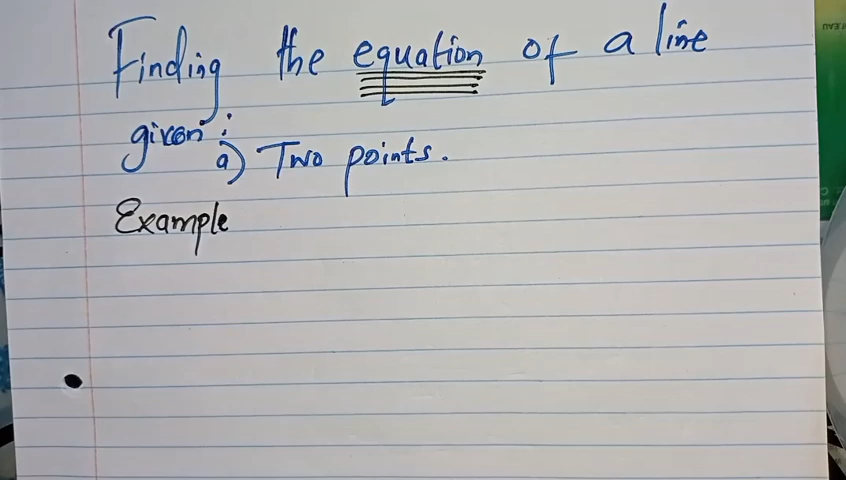 Finding the equation of a line
given:
a) Two points.
Example